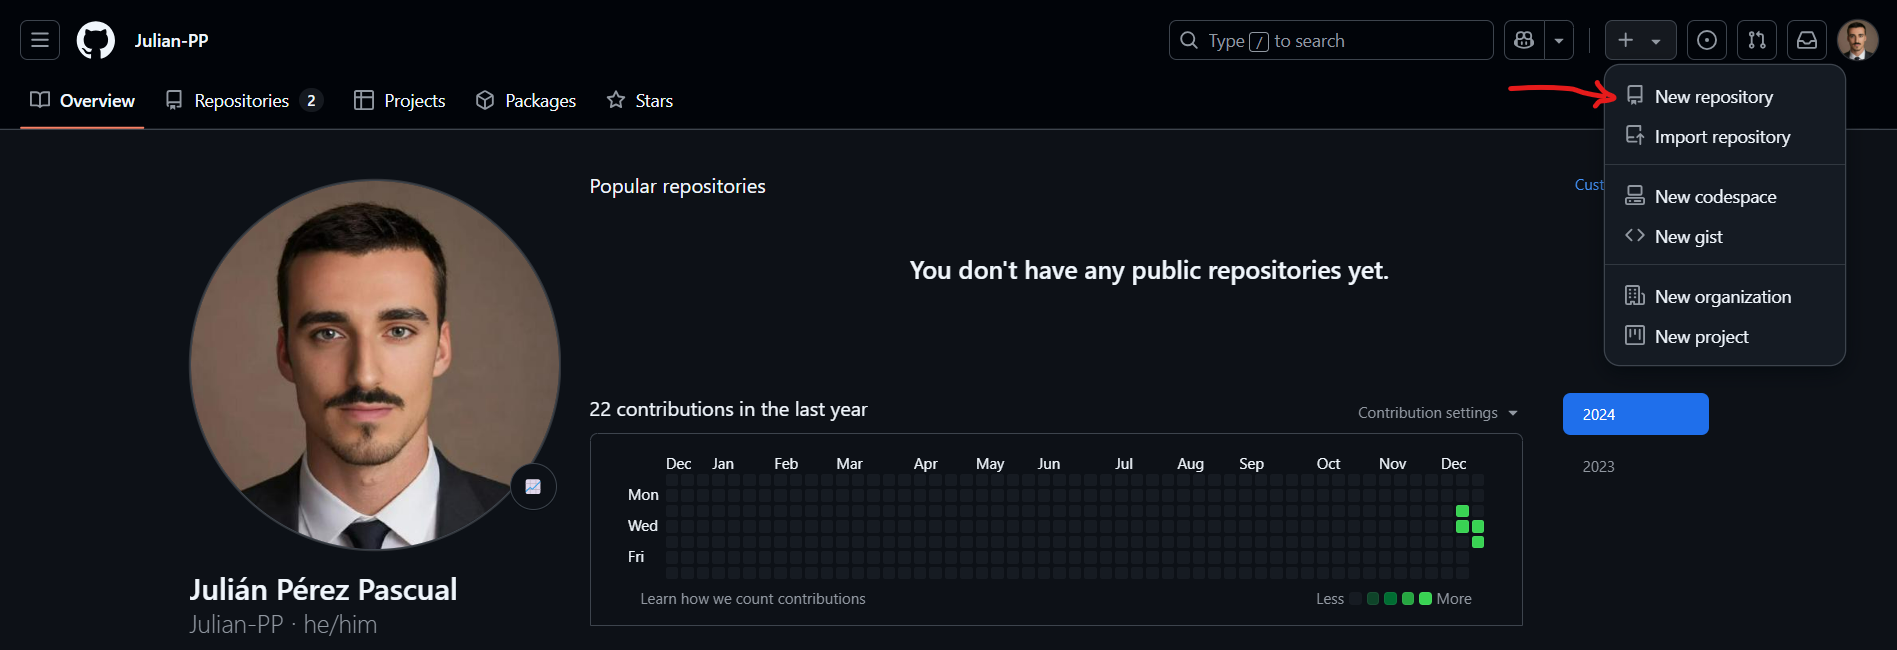 Julian-PP
Type / to search
Overview
Repositories 2
Projects
Packages
Stars
New repository
Import repository
New codespace
New gist
New organization
New project
Popular repositories
Cust
You don't have any public repositories yet.
22 contributions in the last year
Contribution settings
2024
2023
Dec Jan Feb Mar Apr May Jun Jul Aug Sep Oct Nov Dec
Mon
Wed
Fri
Learn how we count contributions
Less More
Julián Pérez Pascual
Julian-PP · he/him